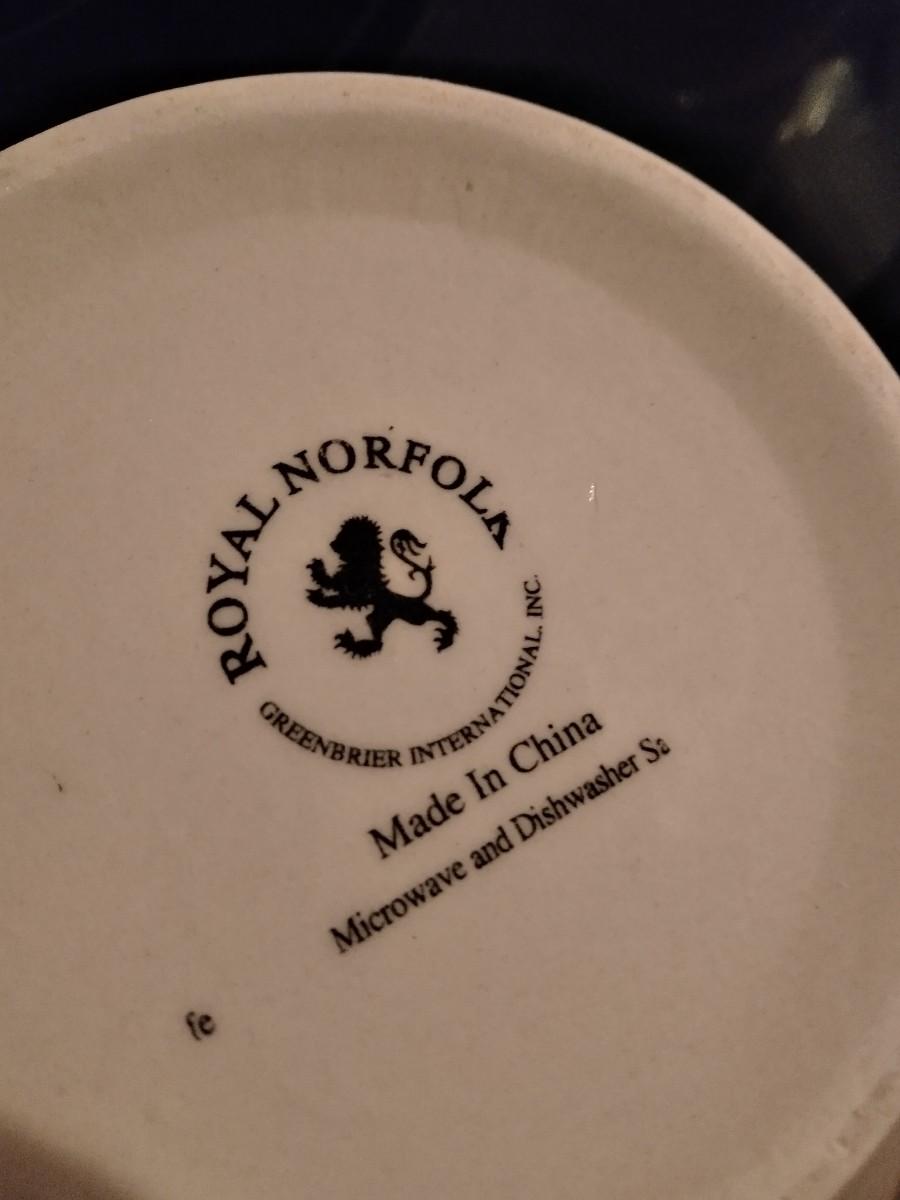 ROYAL NORFOLK
GREENBRIER INTERNATIONAL, INC.
Made In China
Microwave and Dishwasher Sa
fe